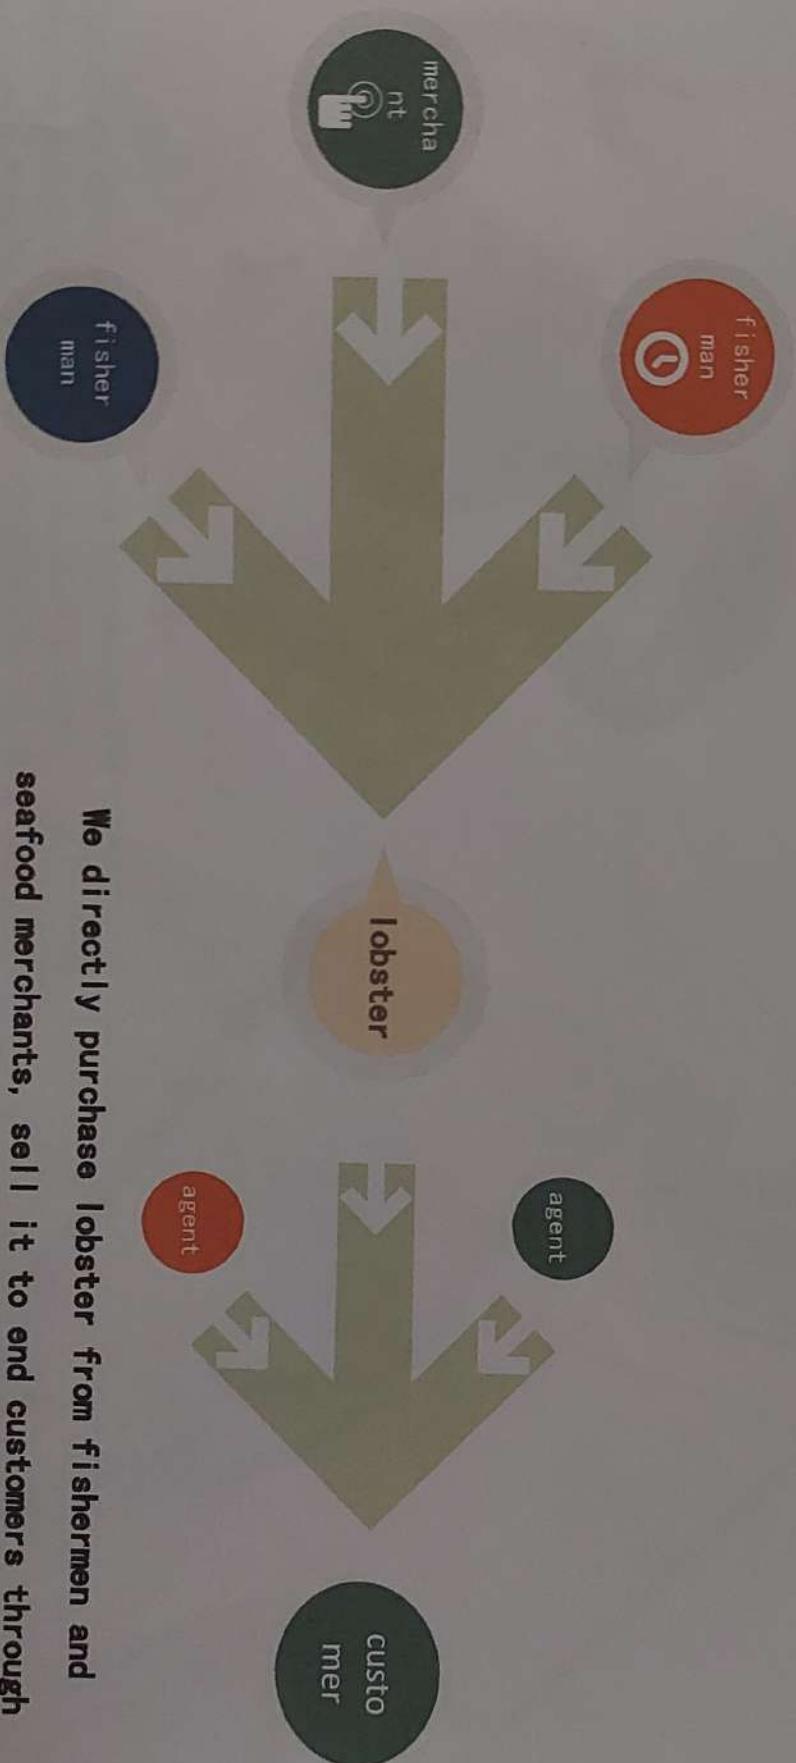 fisher
man
mercha
nt
fisher
man
lobster
agent
agent
custo
mer
We directly purchase lobster from fishermen and
seafood merchants, sell it to end customers through